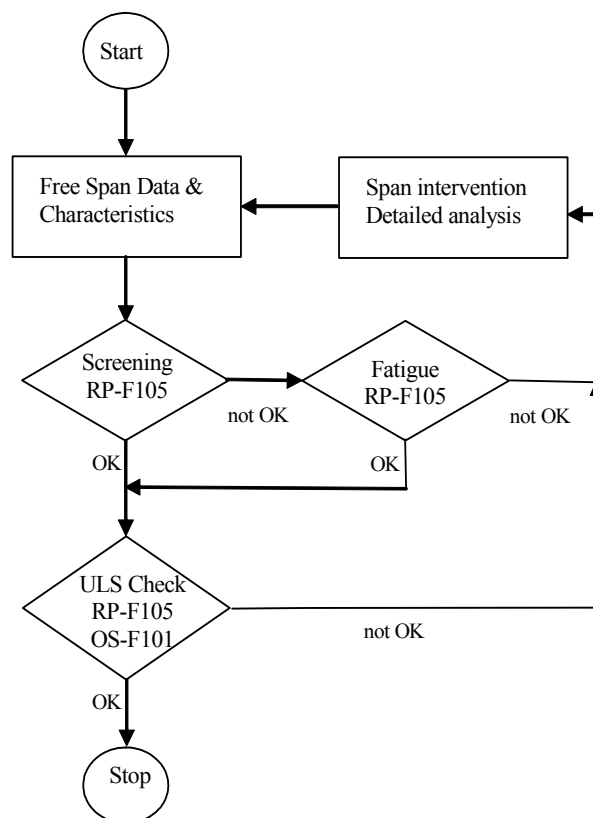 Start
Free Span Data &
Characteristics
Span intervention
Detailed analysis
Screening
RP-F105
not OK
Fatigue
RP-F105
not OK
OK
OK
ULS Check
RP-F105
OS-F101
not OK
OK
Stop